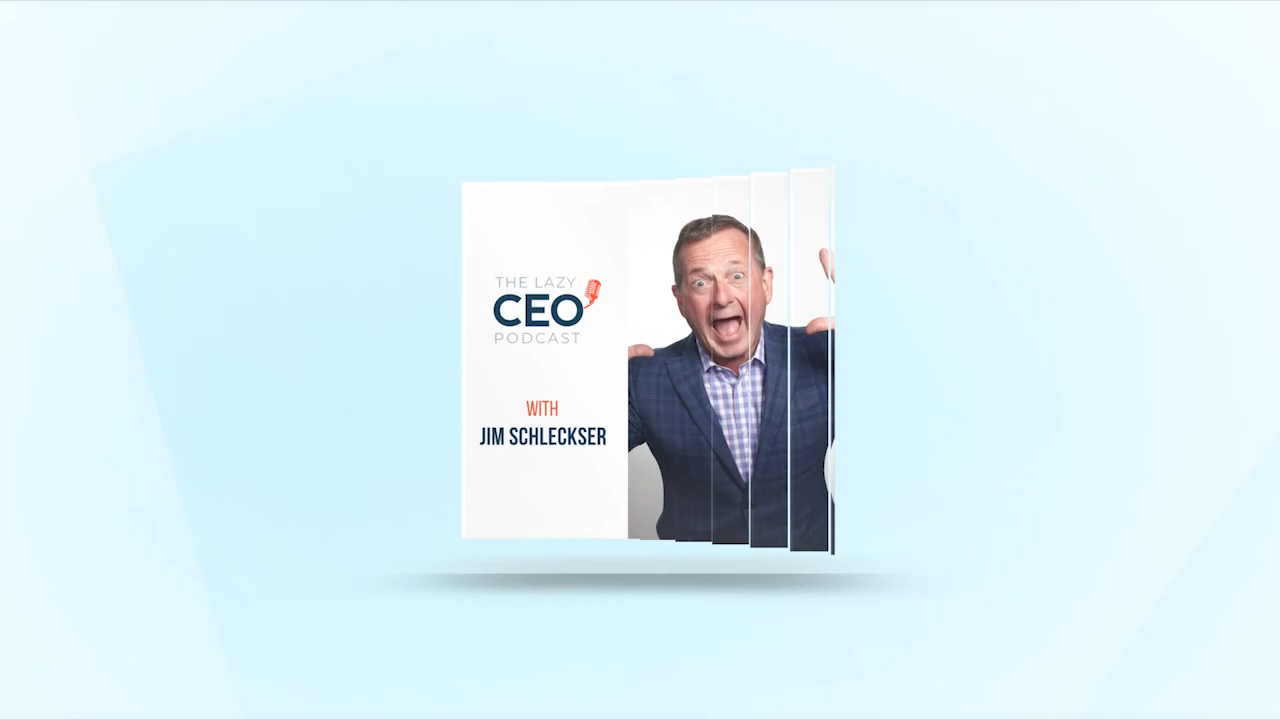 THE LAZY
CEO
PODCAST
WITH
JIM SCHLECKSER